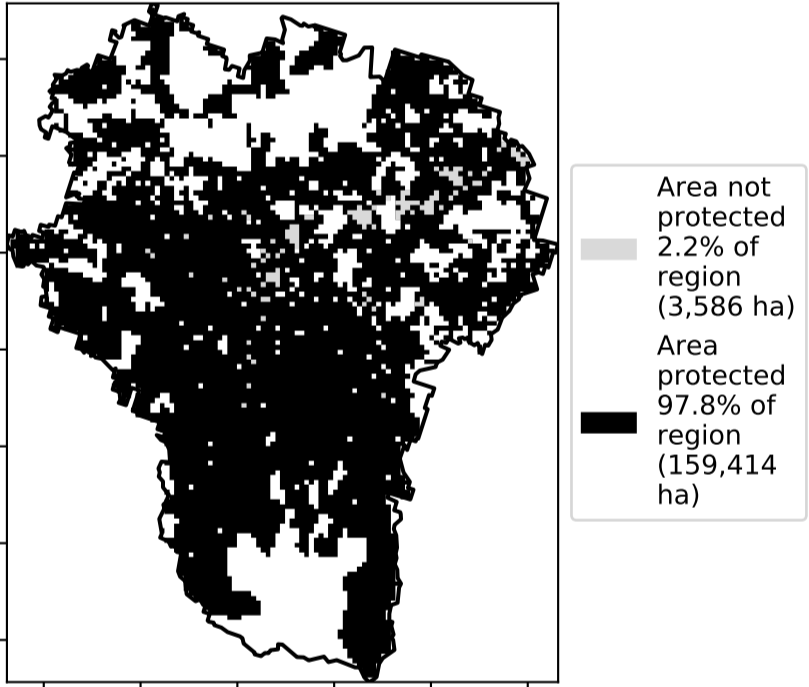 Area not
protected
2.2% of
region
(3,586 ha)
Area
protected
97.8% of
region
(159,414
ha)